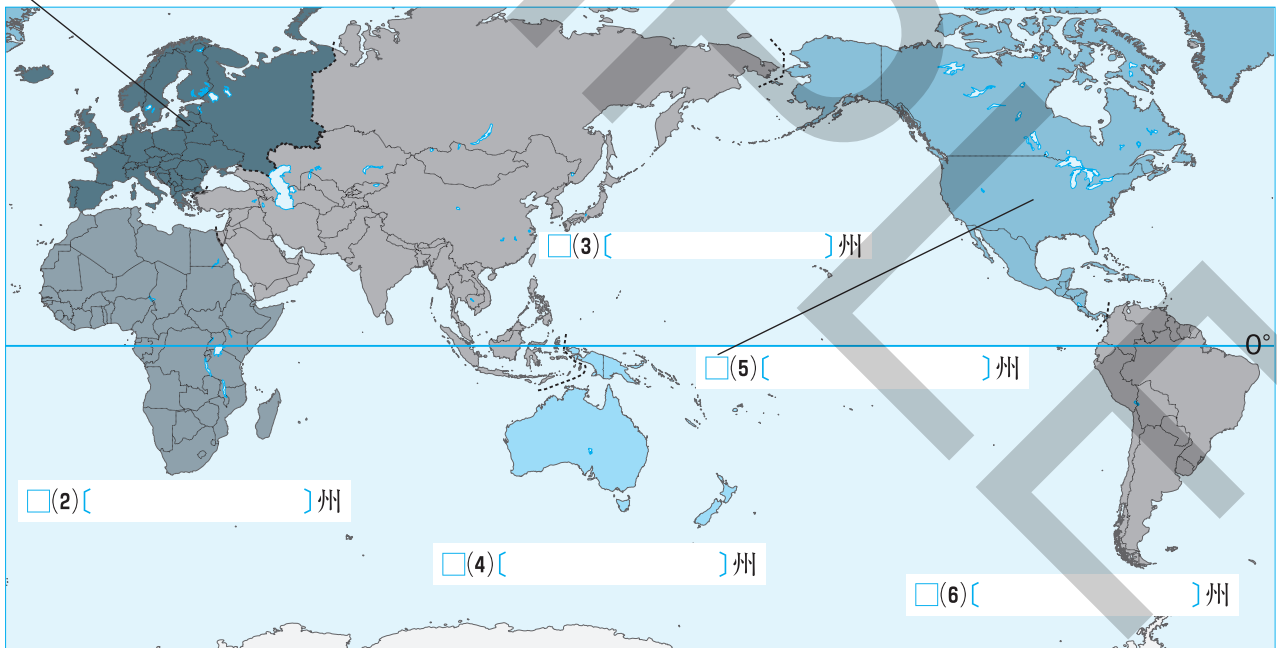 □(3)〔　　　　　　〕州
0°
□(5)〔　　　　　　〕州
□(2)〔　　　　　　〕州
□(4)〔　　　　　　〕州
□(6)〔　　　　　　〕州